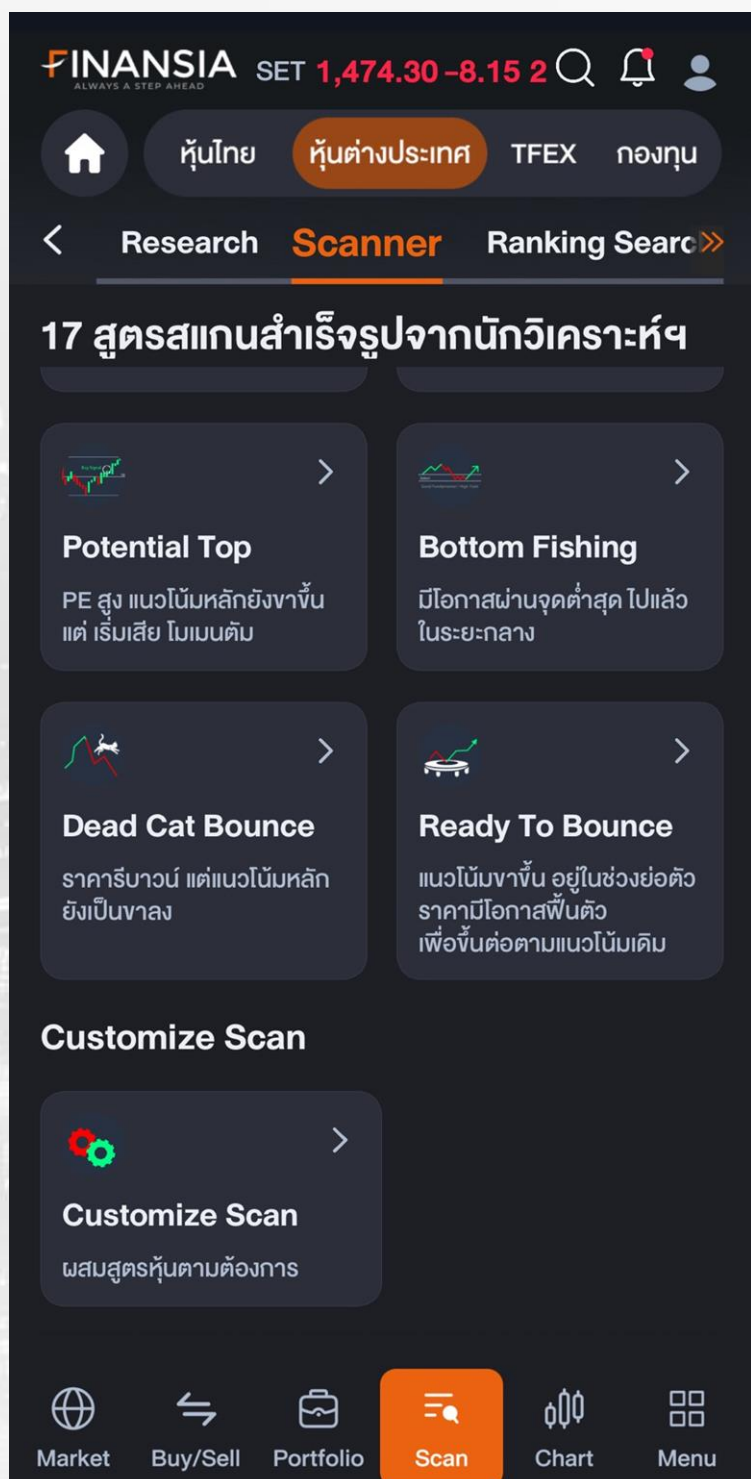 FINANSIA SET 1,474.30 -8.15 2
ALWAYS A STEP AHEAD
หุ้นไทย หุ้นต่างประเทศ TFEX กองทุน
Research Scanner Ranking Searc
17 สูตรสแกนสำเร็จรูปจากนักวิเคราะห์ฯ
Potential Top
PE สูง แนวโน้มหลักยังขาขึ้น
แต่ เริ่มเสีย โมเมนตัม
Bottom Fishing
มีโอกาสผ่านจุดต่ำสุด ไปแล้ว
ในระยะกลาง
Dead Cat Bounce
ราคารีบาวน์ แต่แนวโน้มหลัก
ยังเป็นขาลง
Ready To Bounce
แนวโน้มขาขึ้น อยู่ในช่วงย่อตัว
ราคามีโอกาสฟื้นตัว
เพื่อขึ้นต่อตามแนวโน้มเดิม
Customize Scan
Customize Scan
ผสมสูตรหุ้นตามต้องการ
Market Buy/Sell Portfolio Scan Chart Menu